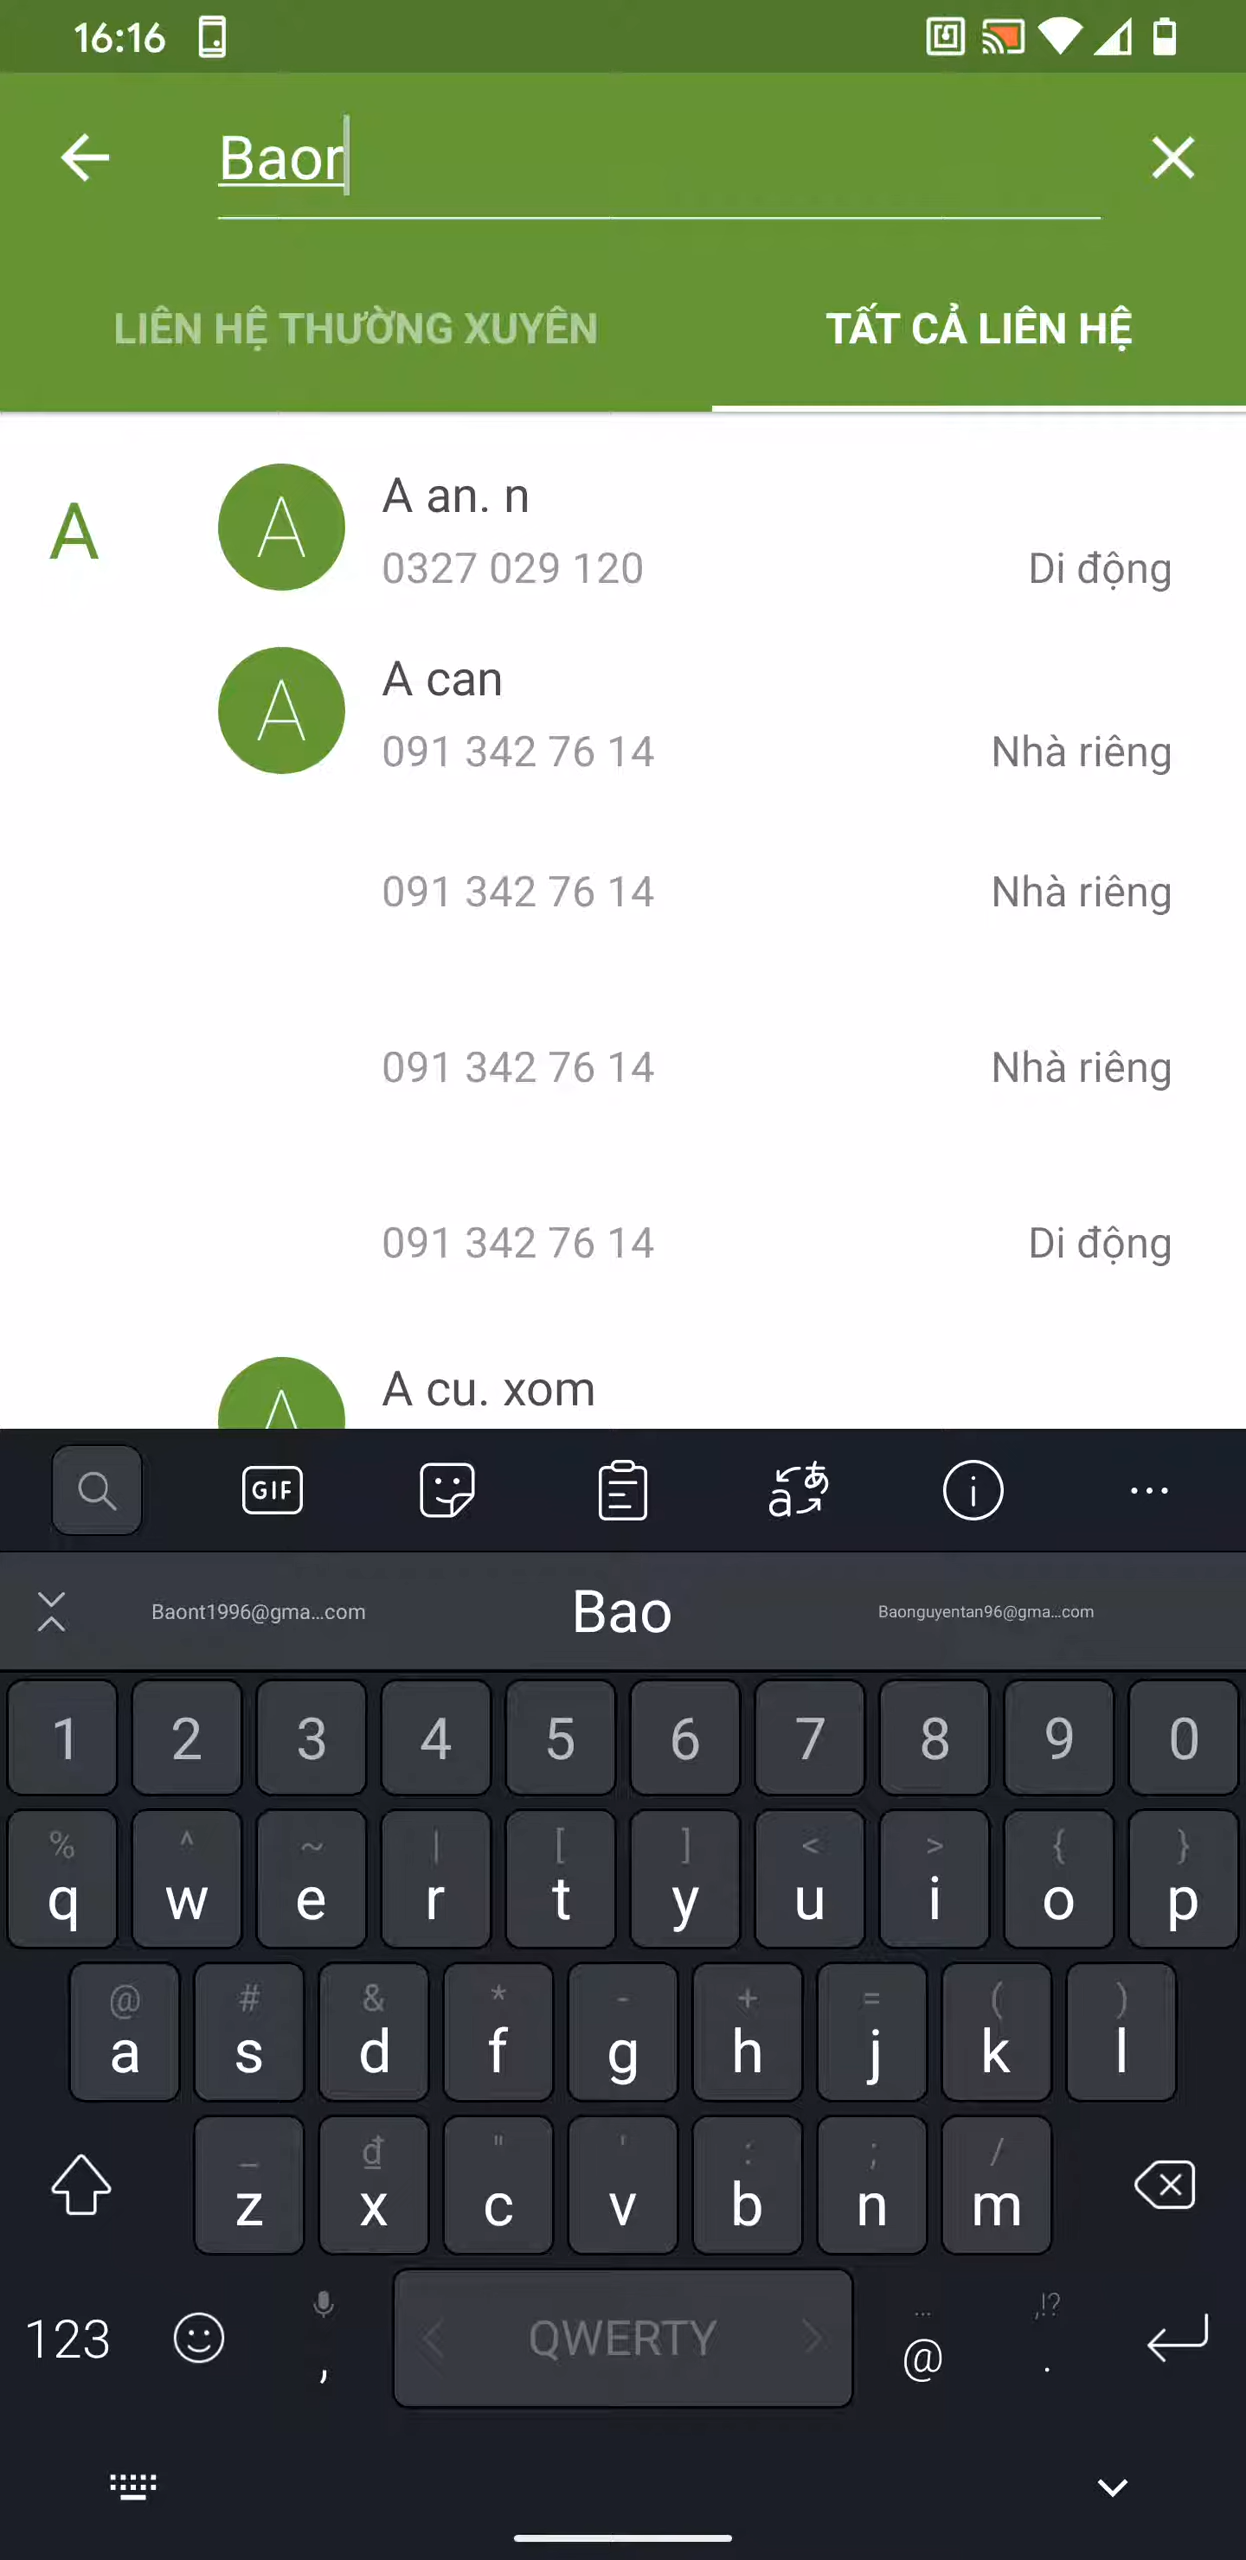 16:16
Baor
LIÊN HỆ THƯỜNG XUYÊN
TẤT CẢ LIÊN HỆ
A
A
A an. n
0327 029 120
Di động
A
A can
091 342 76 14
Nhà riêng
091 342 76 14
Nhà riêng
091 342 76 14
Nhà riêng
091 342 76 14
Di động
A
A cu. xom
GIF
aあ
i
...
Baont1996@gma...com
Bao
Baonguyentan96@gma...com
1 2 3 4 5 6 7 8 9 0
% ^ ~ | [ ] < > { }
q w e r t y u i o p
@ # & * - + = ( )
a s d f g h j k l
_ ₫ " ' : ; /
z x c v b n m
... ,!?
123 , QWERTY @ .